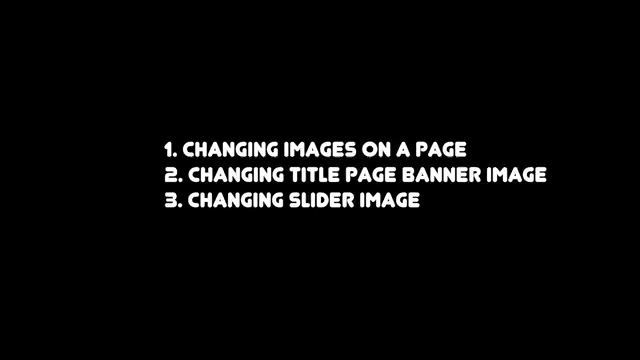 1. CHANGING IMAGES ON A PAGE
2. CHANGING TITLE PAGE BANNER IMAGE
3. CHANGING SLIDER IMAGE